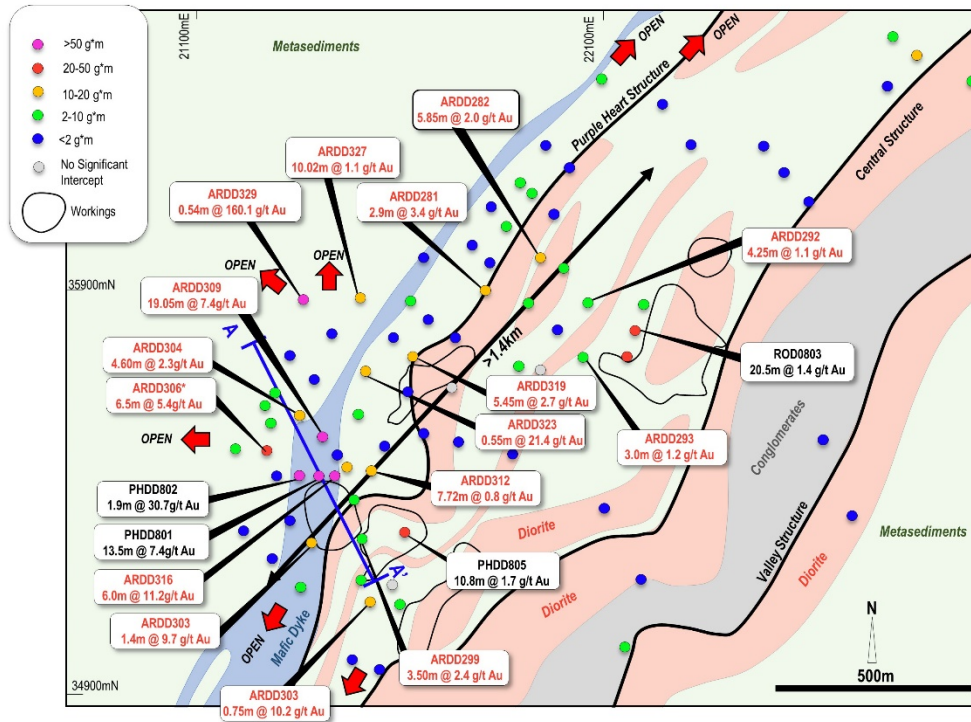 >50 g*m
20-50 g*m
10-20 g*m
2-10 g*m
<2 g*m
No Significant
Intercept
Workings
21100mE
22100mE
35900mN
34900mN
Metasediments
OPEN
OPEN
Purple Heart Structure
Central Structure
ARDD282
5.85m @ 2.0 g/t Au
ARDD327
10.02m @ 1.1 g/t Au
ARDD329
0.54m @ 160.1 g/t Au
ARDD281
2.9m @ 3.4 g/t Au
OPEN
OPEN
ARDD292
4.25m @ 1.1 g/t Au
ARDD309
19.05m @ 7.4g/t Au
A
>1.4km
ROD0803
20.5m @ 1.4 g/t Au
ARDD304
4.60m @ 2.3g/t Au
ARDD306*
6.5m @ 5.4g/t Au
ARDD319
5.45m @ 2.7 g/t Au
ARDD323
0.55m @ 21.4 g/t Au
ARDD293
3.0m @ 1.2 g/t Au
OPEN
PHDD802
1.9m @ 30.7g/t Au
ARDD312
7.72m @ 0.8 g/t Au
Conglomerates
PHDD801
13.5m @ 7.4g/t Au
Diorite
Valley Structure
Metasediments
PHDD805
10.8m @ 1.7 g/t Au
ARDD316
6.0m @ 11.2g/t Au
A'
Diorite
Diorite
ARDD303
1.4m @ 9.7 g/t Au
Mafic Dyke
OPEN
ARDD299
3.50m @ 2.4 g/t Au
ARDD303
0.75m @ 10.2 g/t Au
OPEN
N
500m